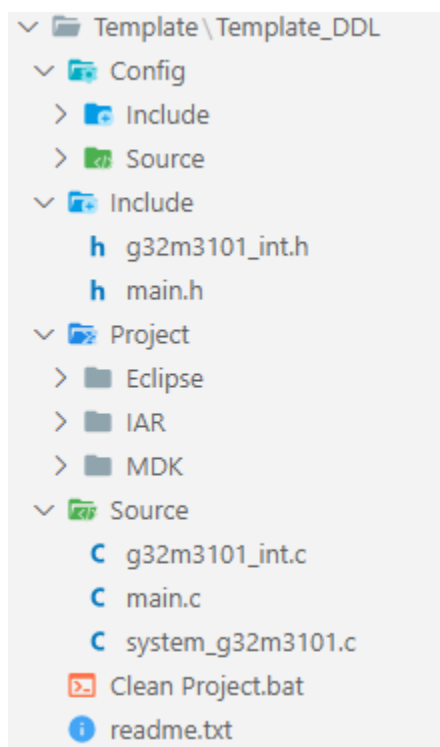 Template\Template_DDL
Config
Include
Source
Include
h g32m3101_int.h
h main.h
Project
Eclipse
IAR
MDK
Source
C g32m3101_int.c
C main.c
C system_g32m3101.c
Clean Project.bat
readme.txt